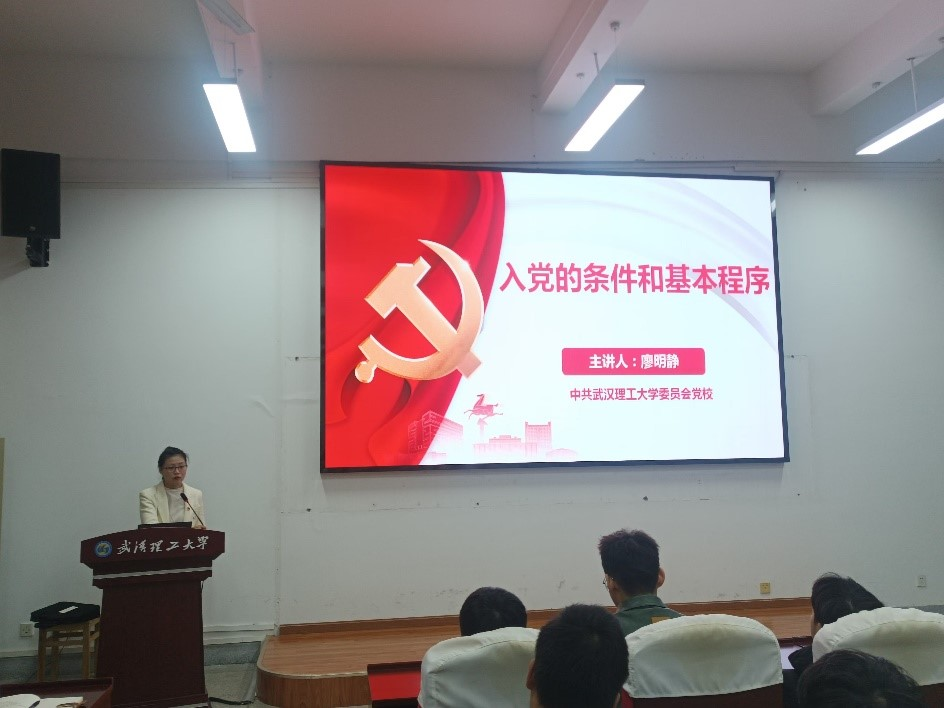 入党的条件和基本程序
主讲人：廖明静
中共武汉理工大学委员会党校
武汉理工大学